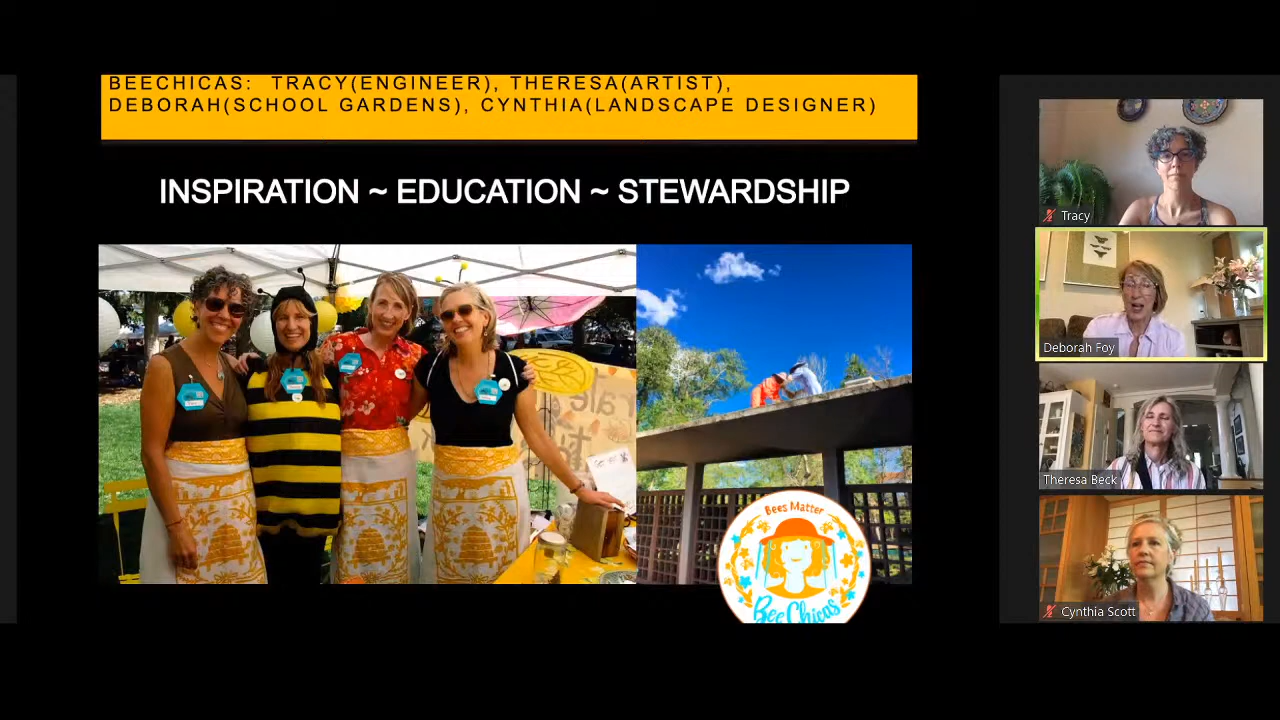 BEECHICAS: TRACY(ENGINEER), THERESA(ARTIST),
DEBORAH(SCHOOL GARDENS), CYNTHIA(LANDSCAPE DESIGNER)
INSPIRATION ~ EDUCATION ~ STEWARDSHIP
Bees Matter
BeeChicas
Tracy
Deborah Foy
Theresa Beck
Cynthia Scott